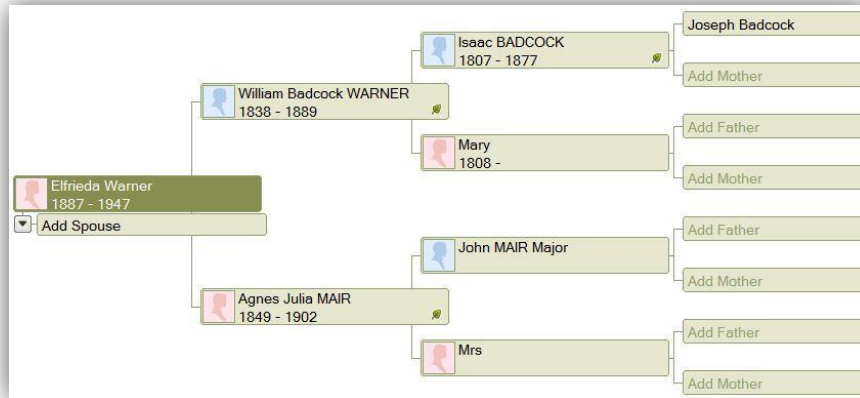 Elfrieda Warner
1887 - 1947
Add Spouse
William Badcock WARNER
1838 - 1889
Agnes Julia MAIR
1849 - 1902
Isaac BADCOCK
1807 - 1877
Mary
1808 -
John MAIR Major
Mrs
Joseph Badcock
Add Mother
Add Father
Add Mother
Add Father
Add Mother
Add Father
Add Mother